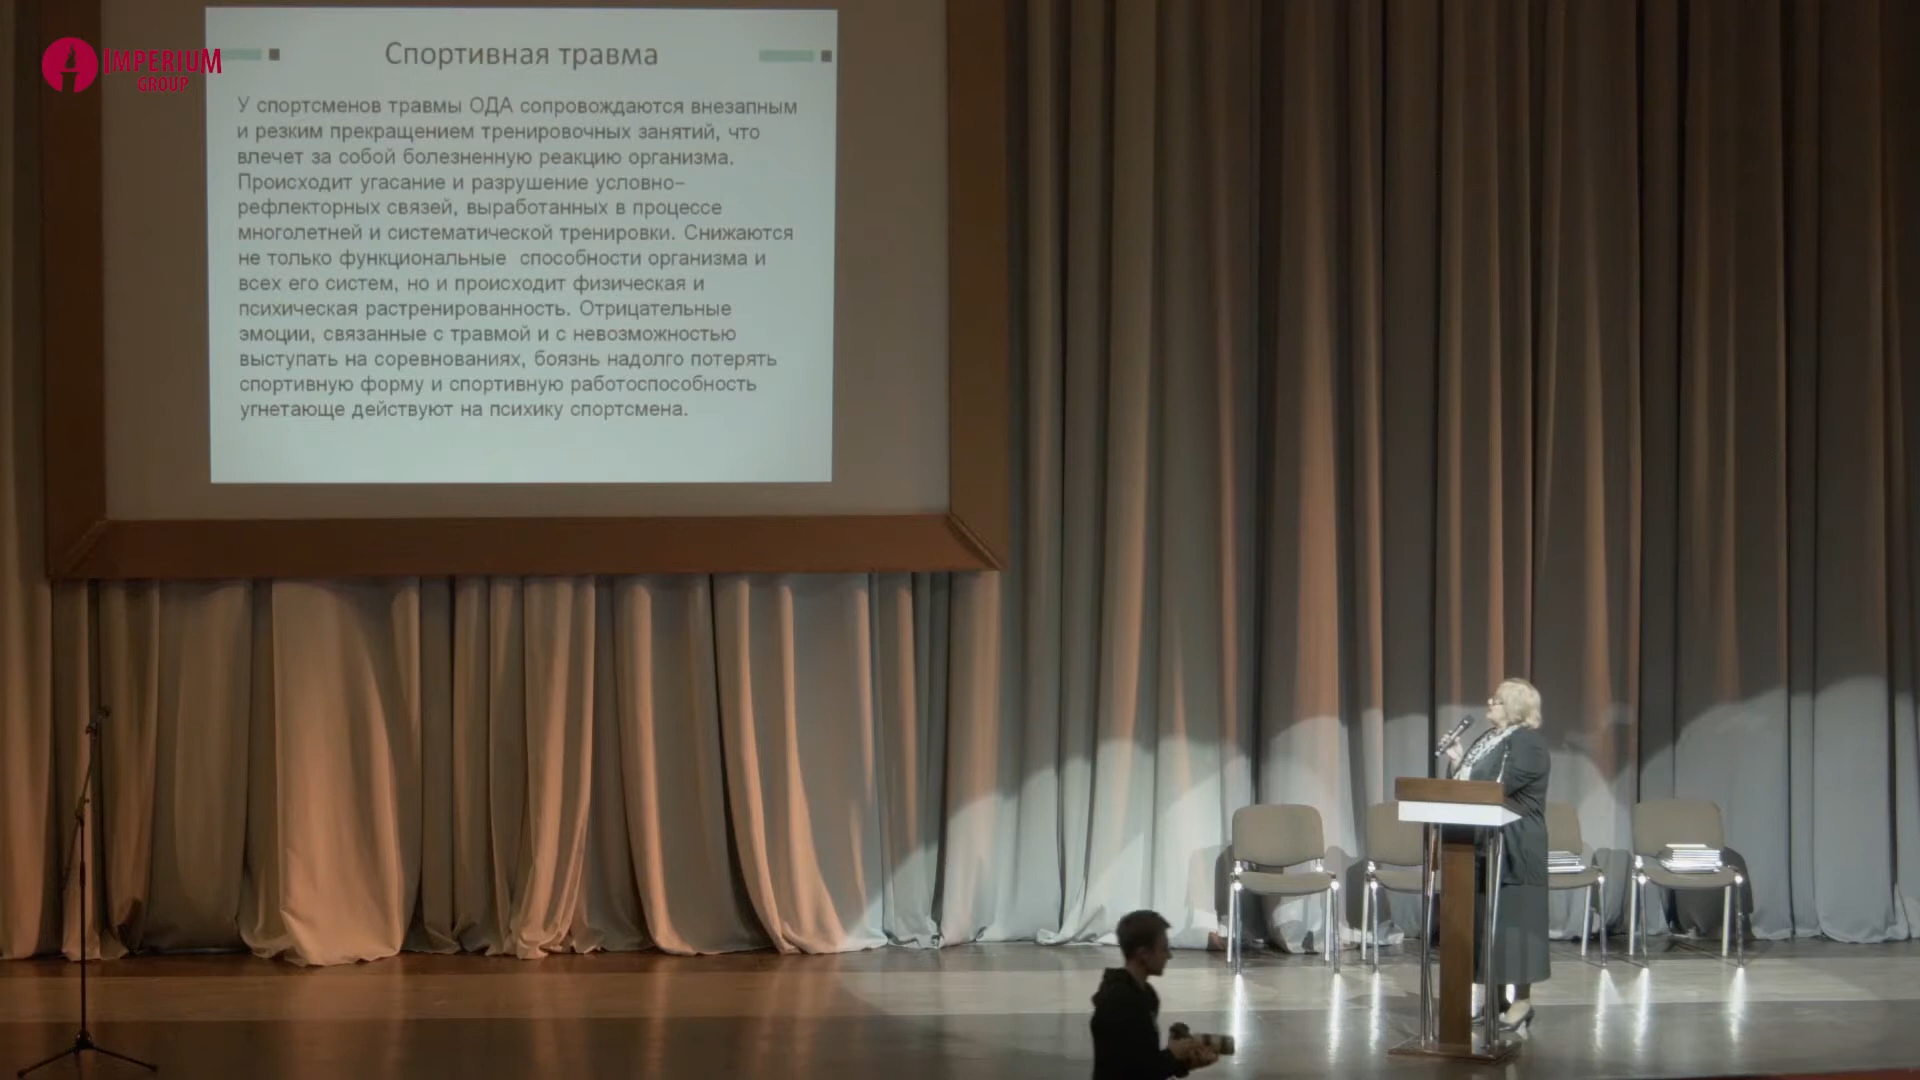 IMPERIUM
GROUP
Спортивная травма
У спортсменов травмы ОДА сопровождаются внезапным
и резким прекращением тренировочных занятий, что
влечет за собой болезненную реакцию организма.
Происходит угасание и разрушение условно–
рефлекторных связей, выработанных в процессе
многолетней и систематической тренировки. Снижаются
не только функциональные способности организма и
всех его систем, но и происходит физическая и
психическая растренированность. Отрицательные
эмоции, связанные с травмой и с невозможностью
выступать на соревнованиях, боязнь надолго потерять
спортивную форму и спортивную работоспособность
угнетающе действуют на психику спортсмена.